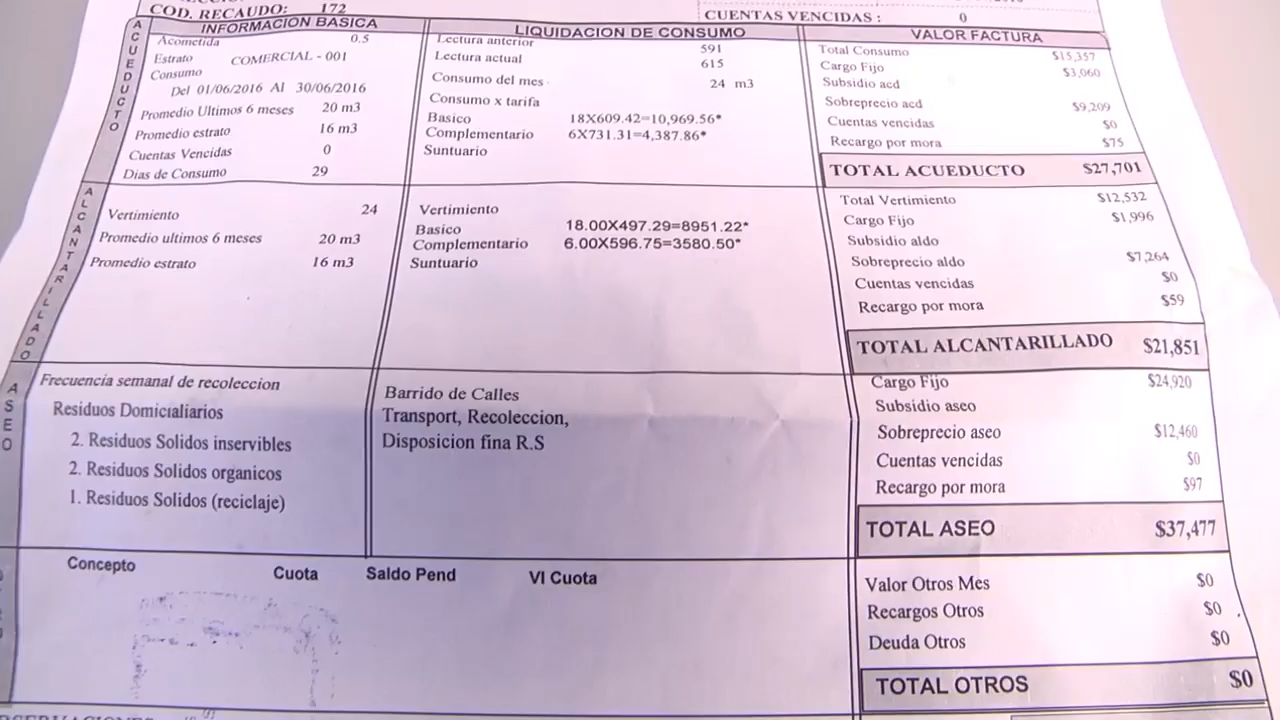 COD. RECAUDO: 172
CUENTAS VENCIDAS : 0
ACUEDUCTO
INFORMACION BASICA
Acometida 0.5
Estrato COMERCIAL - 001
Consumo
Del 01/06/2016 Al 30/06/2016
Promedio Ultimos 6 meses 20 m3
Promedio estrato 16 m3
Cuentas Vencidas 0
Dias de Consumo 29
LIQUIDACION DE CONSUMO
Lectura anterior 591
Lectura actual 615
Consumo del mes 24 m3
Consumo x tarifa
Basico 18X609.42=10,969.56*
Complementario 6X731.31=4,387.86*
Suntuario
VALOR FACTURA
Total Consumo $15,357
Cargo Fijo $3,060
Subsidio acd
Sobreprecio acd $9,209
Cuentas vencidas $0
Recargo por mora $75
TOTAL ACUEDUCTO $27,701
ALCANTARILLADO
Vertimiento 24
Promedio ultimos 6 meses 20 m3
Promedio estrato 16 m3
Vertimiento
Basico 18.00X497.29=8951.22*
Complementario 6.00X596.75=3580.50*
Suntuario
Total Vertimiento $12,532
Cargo Fijo $1,996
Subsidio aldo
Sobreprecio aldo $7,264
Cuentas vencidas $0
Recargo por mora $59
TOTAL ALCANTARILLADO $21,851
ASEO
Frecuencia semanal de recoleccion
Residuos Domicialiarios
2. Residuos Solidos inservibles
2. Residuos Solidos organicos
1. Residuos Solidos (reciclaje)
Barrido de Calles
Transport, Recoleccion,
Disposicion fina R.S
Cargo Fijo $24,920
Subsidio aseo
Sobreprecio aseo $12,460
Cuentas vencidas $0
Recargo por mora $97
TOTAL ASEO $37,477
Concepto Cuota Saldo Pend Vl Cuota
Valor Otros Mes $0
Recargos Otros $0
Deuda Otros $0
TOTAL OTROS $0